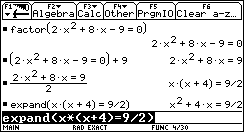 F1 F2 Algebra F3 Calc F4 Other F5 PrgmIO F6 Clear a-z…
factor(2·x² + 8·x - 9 = 0)
2·x² + 8·x - 9 = 0
(2·x² + 8·x - 9 = 0) + 9 2·x² + 8·x = 9
2·x² + 8·x = 9
2 x·(x + 4) = 9/2
expand(x·(x + 4) = 9/2) x² + 4·x = 9/2
expand(x*(x+4)=9/2)
MAIN RAD EXACT FUNC 4/30